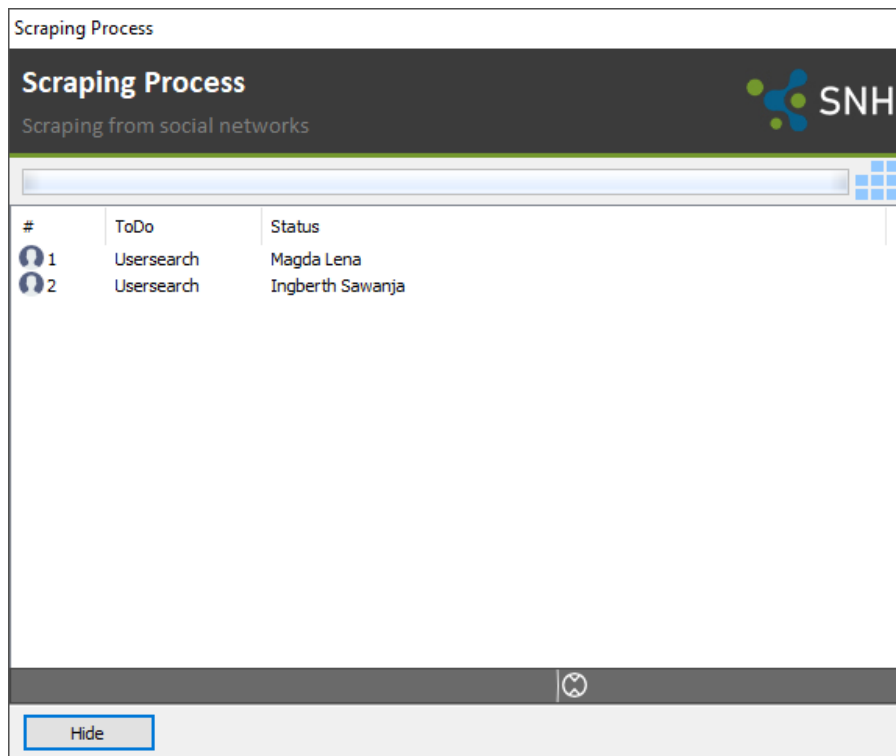 Scraping Process
Scraping Process
Scraping from social networks
SNH
# ToDo Status
1 Usersearch Magda Lena
2 Usersearch Ingberth Sawanja
Hide